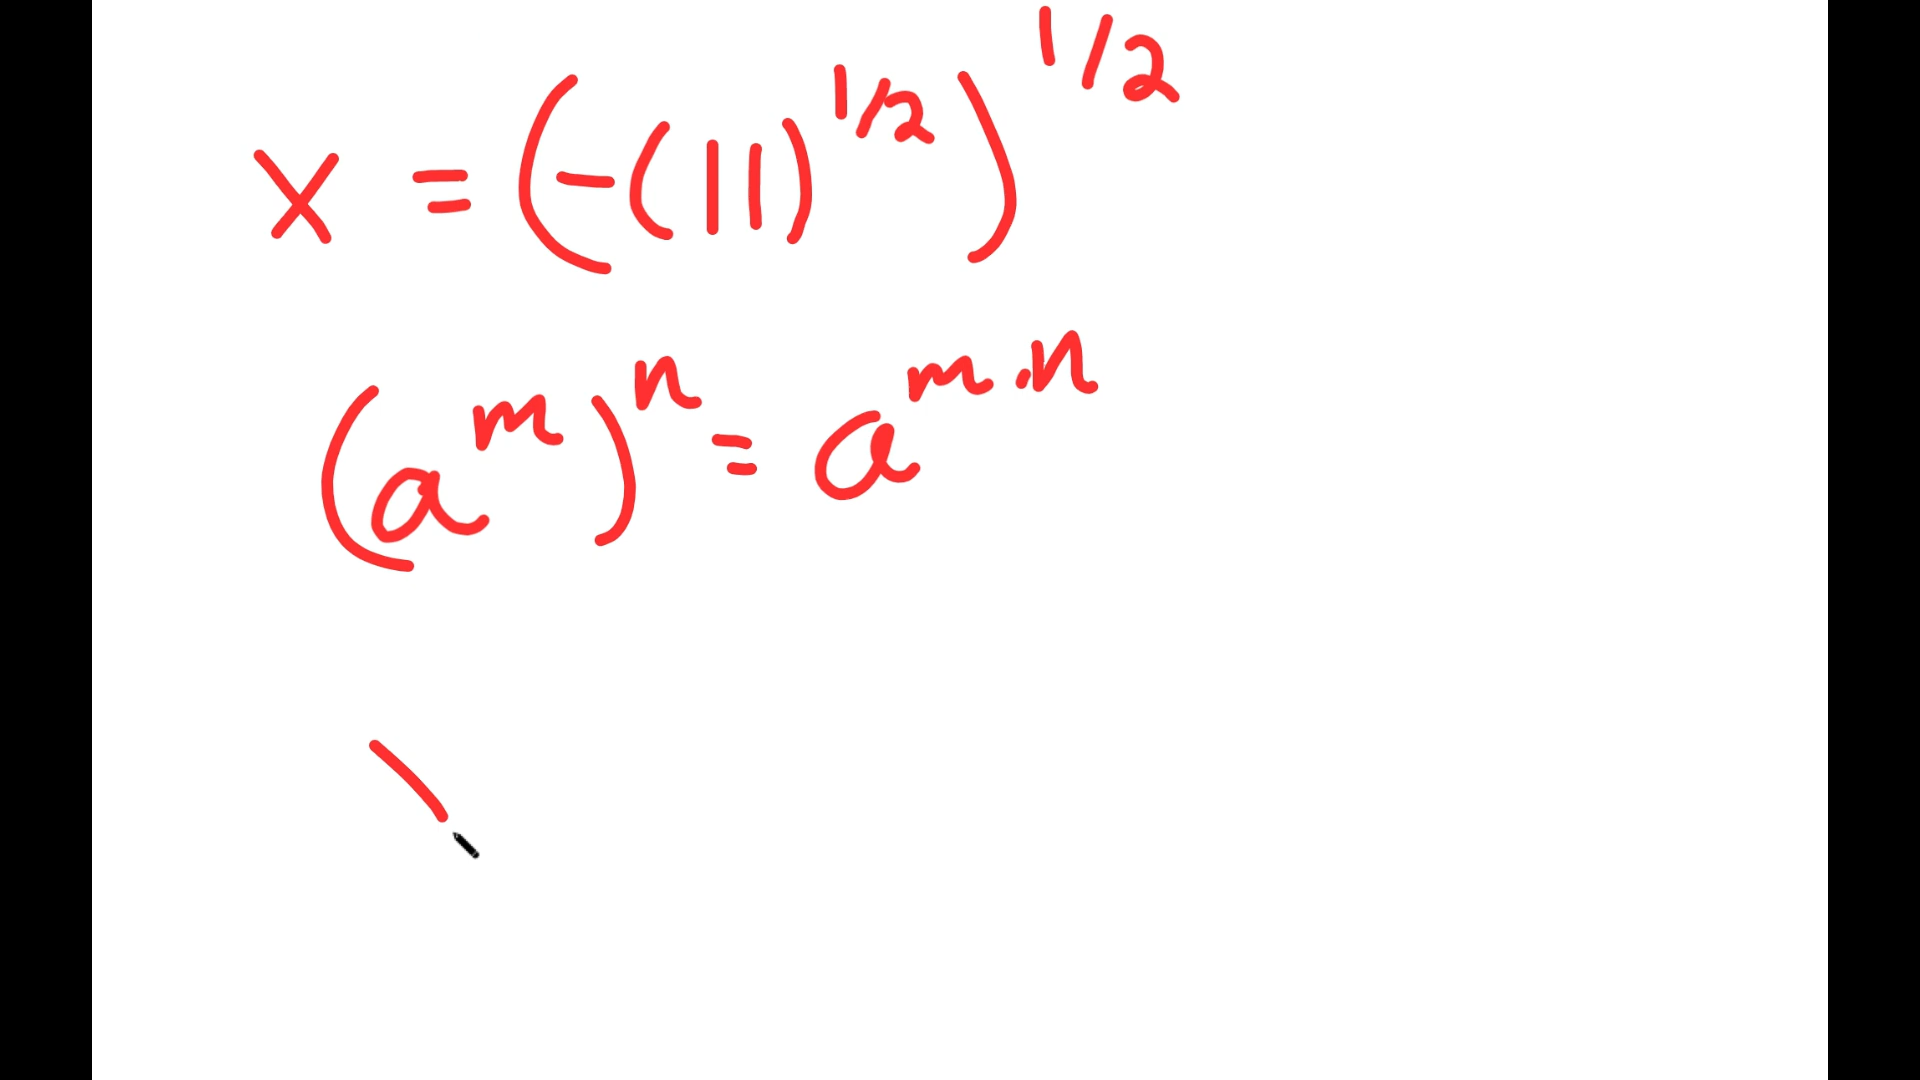 x = (-(11)^{1/2})^{1/2}
(a^m)^n = a^{m·n}